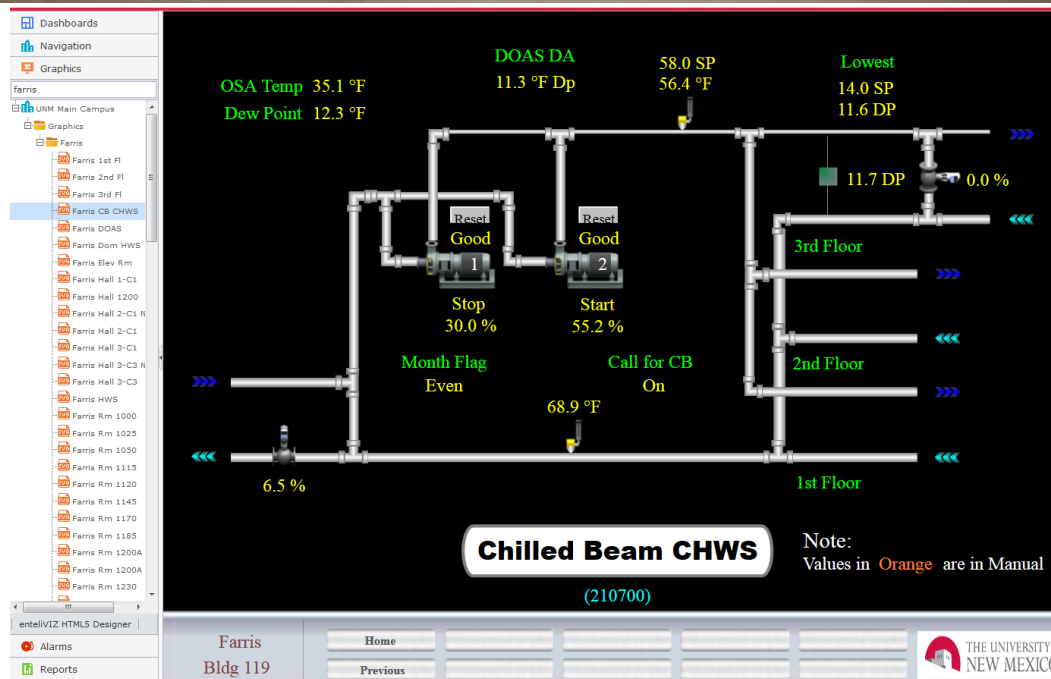 Dashboards
Navigation
Graphics
farris
UNM Main Campus
Graphics
Farris
Farris 1st Fl
Farris 2nd Fl
Farris 3rd Fl
Farris CB CHWS
Farris DOAS
Farris Dom HWS
Farris Elev Rm
Farris Hall 1-C1
Farris Hall 1200
Farris Hall 2-C1 N
Farris Hall 2-C1
Farris Hall 3-C1
Farris Hall 3-C3 N
Farris Hall 3-C3
Farris HWS
Farris Rm 1000
Farris Rm 1025
Farris Rm 1050
Farris Rm 1115
Farris Rm 1120
Farris Rm 1145
Farris Rm 1170
Farris Rm 1185
Farris Rm 1200A
Farris Rm 1200A
Farris Rm 1230
enteliVIZ HTML5 Designer
Alarms
Reports
OSA Temp 35.1 °F
Dew Point 12.3 °F
DOAS DA
11.3 °F Dp
58.0 SP
56.4 °F
Lowest
14.0 SP
11.6 DP
11.7 DP
0.0 %
Reset
Good
1
Stop
30.0 %
Reset
Good
2
Start
55.2 %
3rd Floor
2nd Floor
1st Floor
Month Flag
Even
Call for CB
On
68.9 °F
6.5 %
Chilled Beam CHWS
(210700)
Note:
Values in Orange are in Manual
Farris
Bldg 119
Home
Previous
THE UNIVERSITY
NEW MEXICO